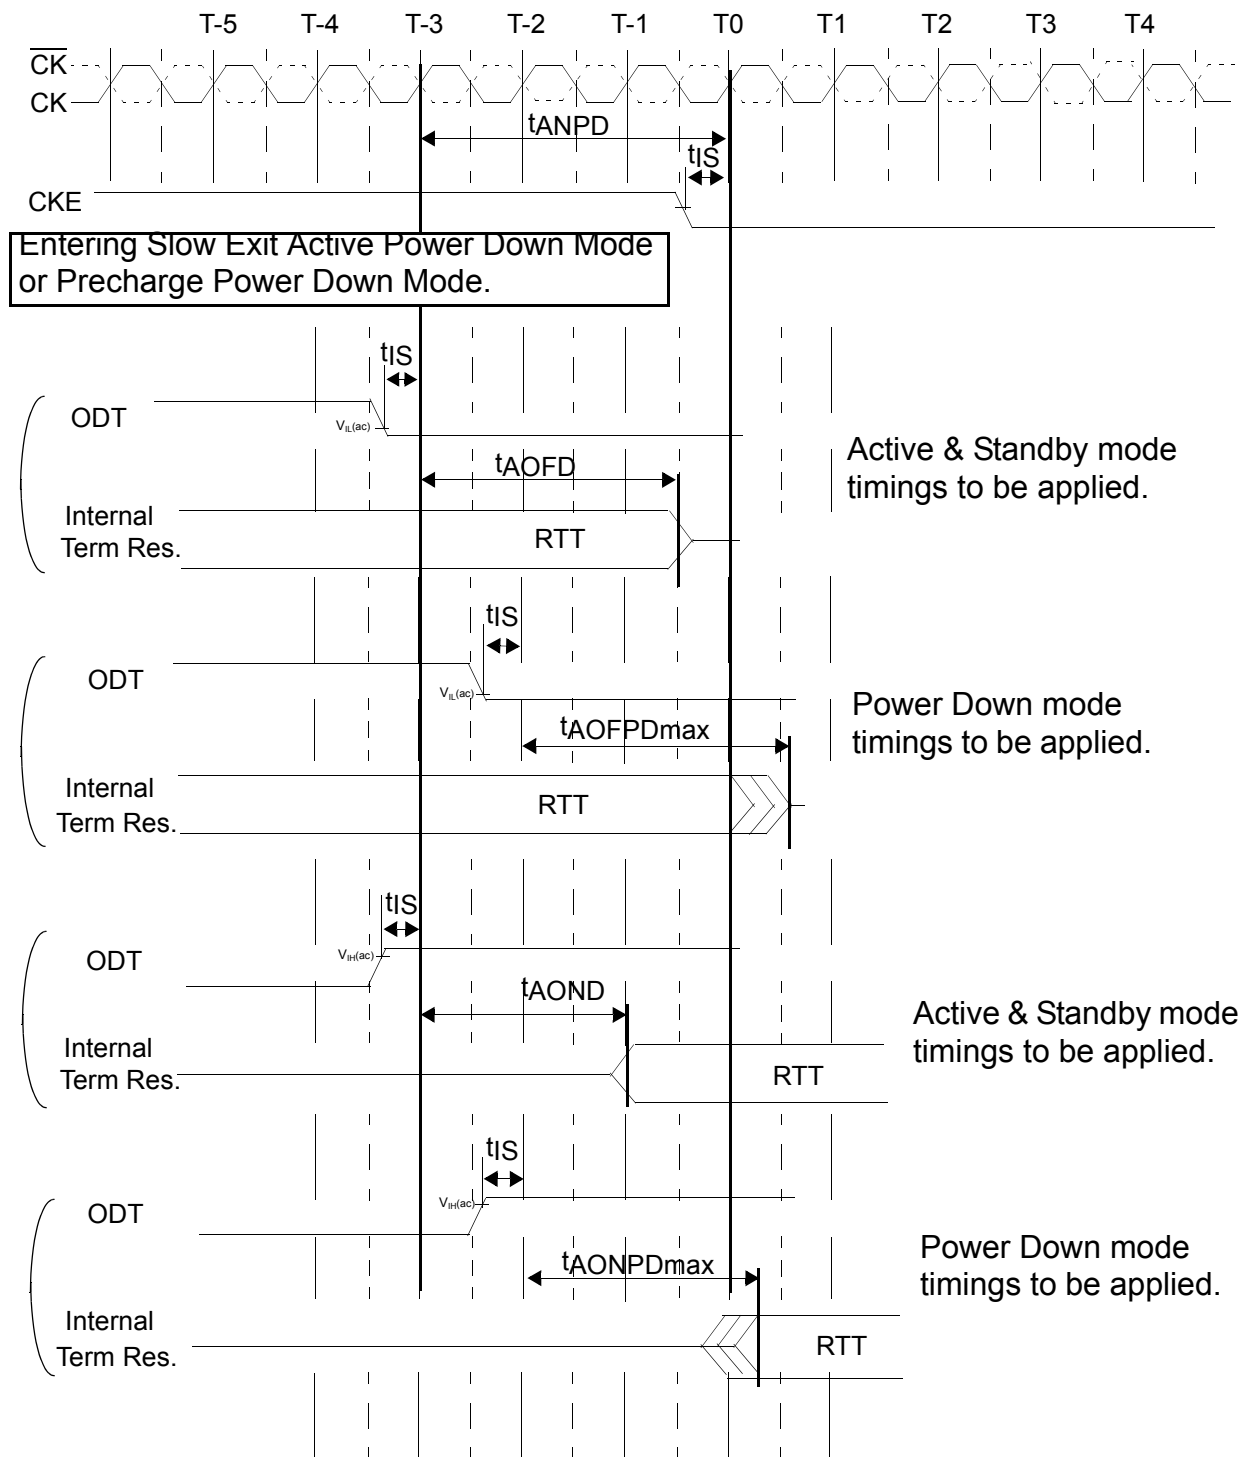 T-5 T-4 T-3 T-2 T-1 T0 T1 T2 T3 T4
CK
CK
tANPD
tIS
CKE
Entering Slow Exit Active Power Down Mode
or Precharge Power Down Mode.
tIS
ODT
VIL(ac)
Active & Standby mode
timings to be applied.
tAOFD
Internal
Term Res.
RTT
tIS
ODT
VIL(ac)
Power Down mode
timings to be applied.
tAOFPDmax
Internal
Term Res.
RTT
tIS
ODT
VIH(ac)
tAOND
Active & Standby mode
timings to be applied.
Internal
Term Res.
RTT
tIS
ODT
VIH(ac)
Power Down mode
timings to be applied.
tAONPDmax
Internal
Term Res.
RTT